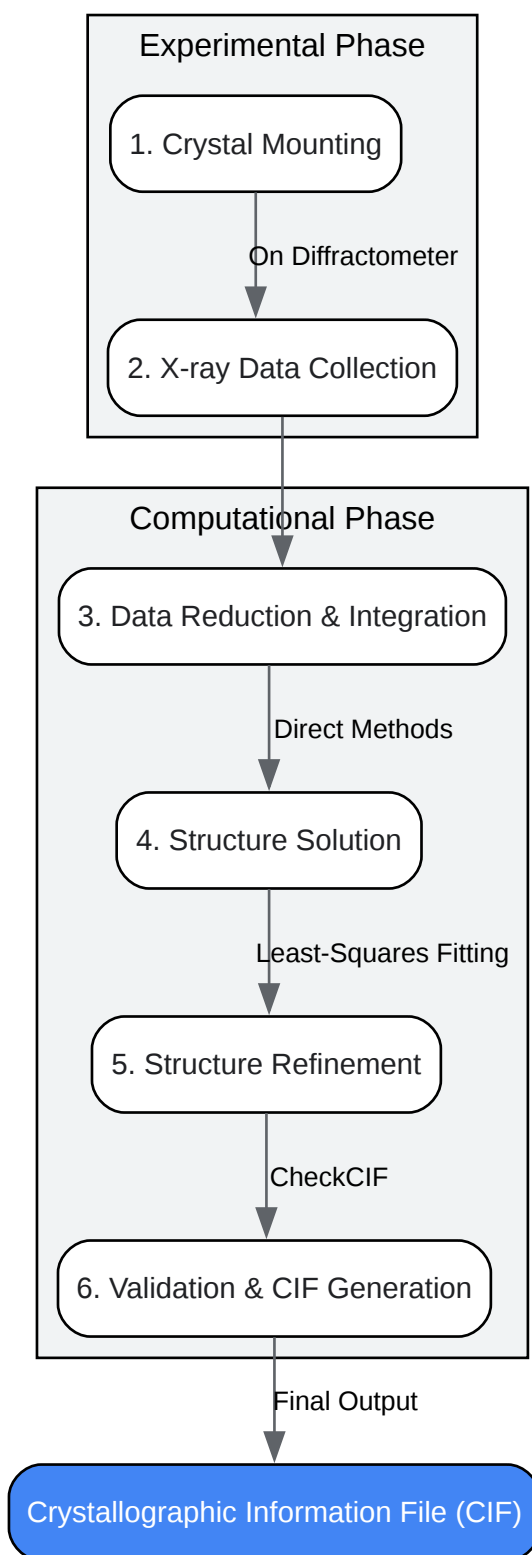 Experimental Phase
1. Crystal Mounting
On Diffractometer
2. X-ray Data Collection
Computational Phase
3. Data Reduction & Integration
Direct Methods
4. Structure Solution
Least-Squares Fitting
5. Structure Refinement
CheckCIF
6. Validation & CIF Generation
Final Output
Crystallographic Information File (CIF)